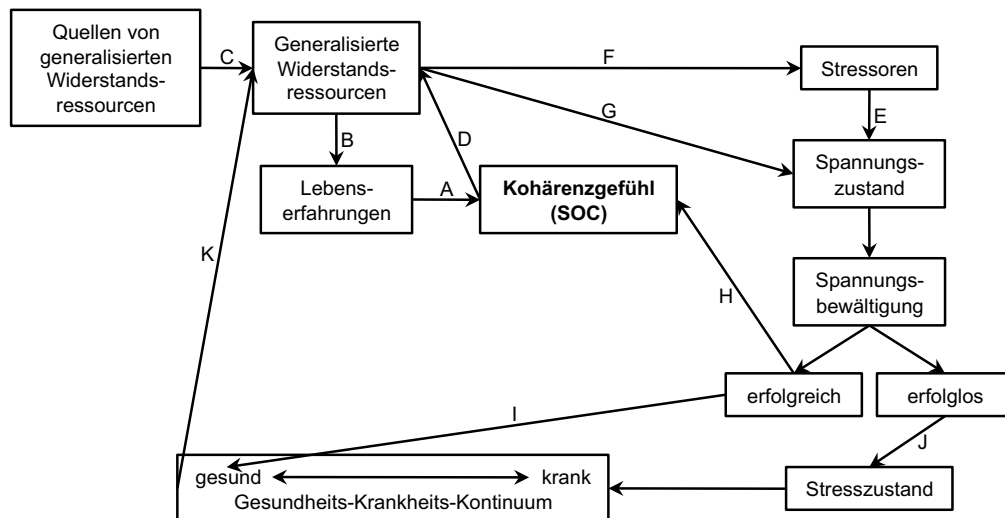 Quellen von
generalisierten
Widerstands-
ressourcen
C
Generalisierte
Widerstands-
ressourcen
F
Stressoren
G
E
B
D
Lebens-
erfahrungen
A
Kohärenzgefühl
(SOC)
Spannungs-
zustand
K
H
Spannungs-
bewältigung
erfolgreich
erfolglos
I
J
gesund
krank
Gesundheits-Krankheits-Kontinuum
Stresszustand